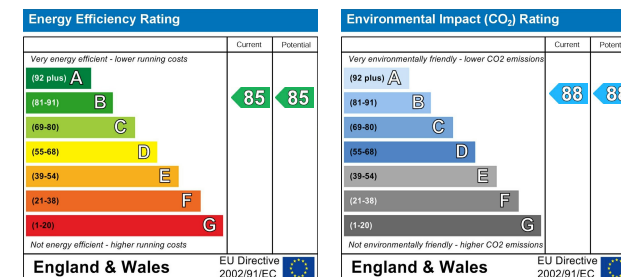 Energy Efficiency Rating
Current Potential
Very energy efficient - lower running costs
(92 plus) A
(81-91) B
(69-80) C
(55-68) D
(39-54) E
(21-38) F
(1-20) G
85 85
Not energy efficient - higher running costs
England & Wales
EU Directive
2002/91/EC
Environmental Impact (CO₂) Rating
Current Potent
Very environmentally friendly - lower CO2 emissions
(92 plus) A
(81-91) B
(69-80) C
(55-68) D
(39-54) E
(21-38) F
(1-20) G
88 88
Not environmentally friendly - higher CO2 emissions
England & Wales
EU Directive
2002/91/EC